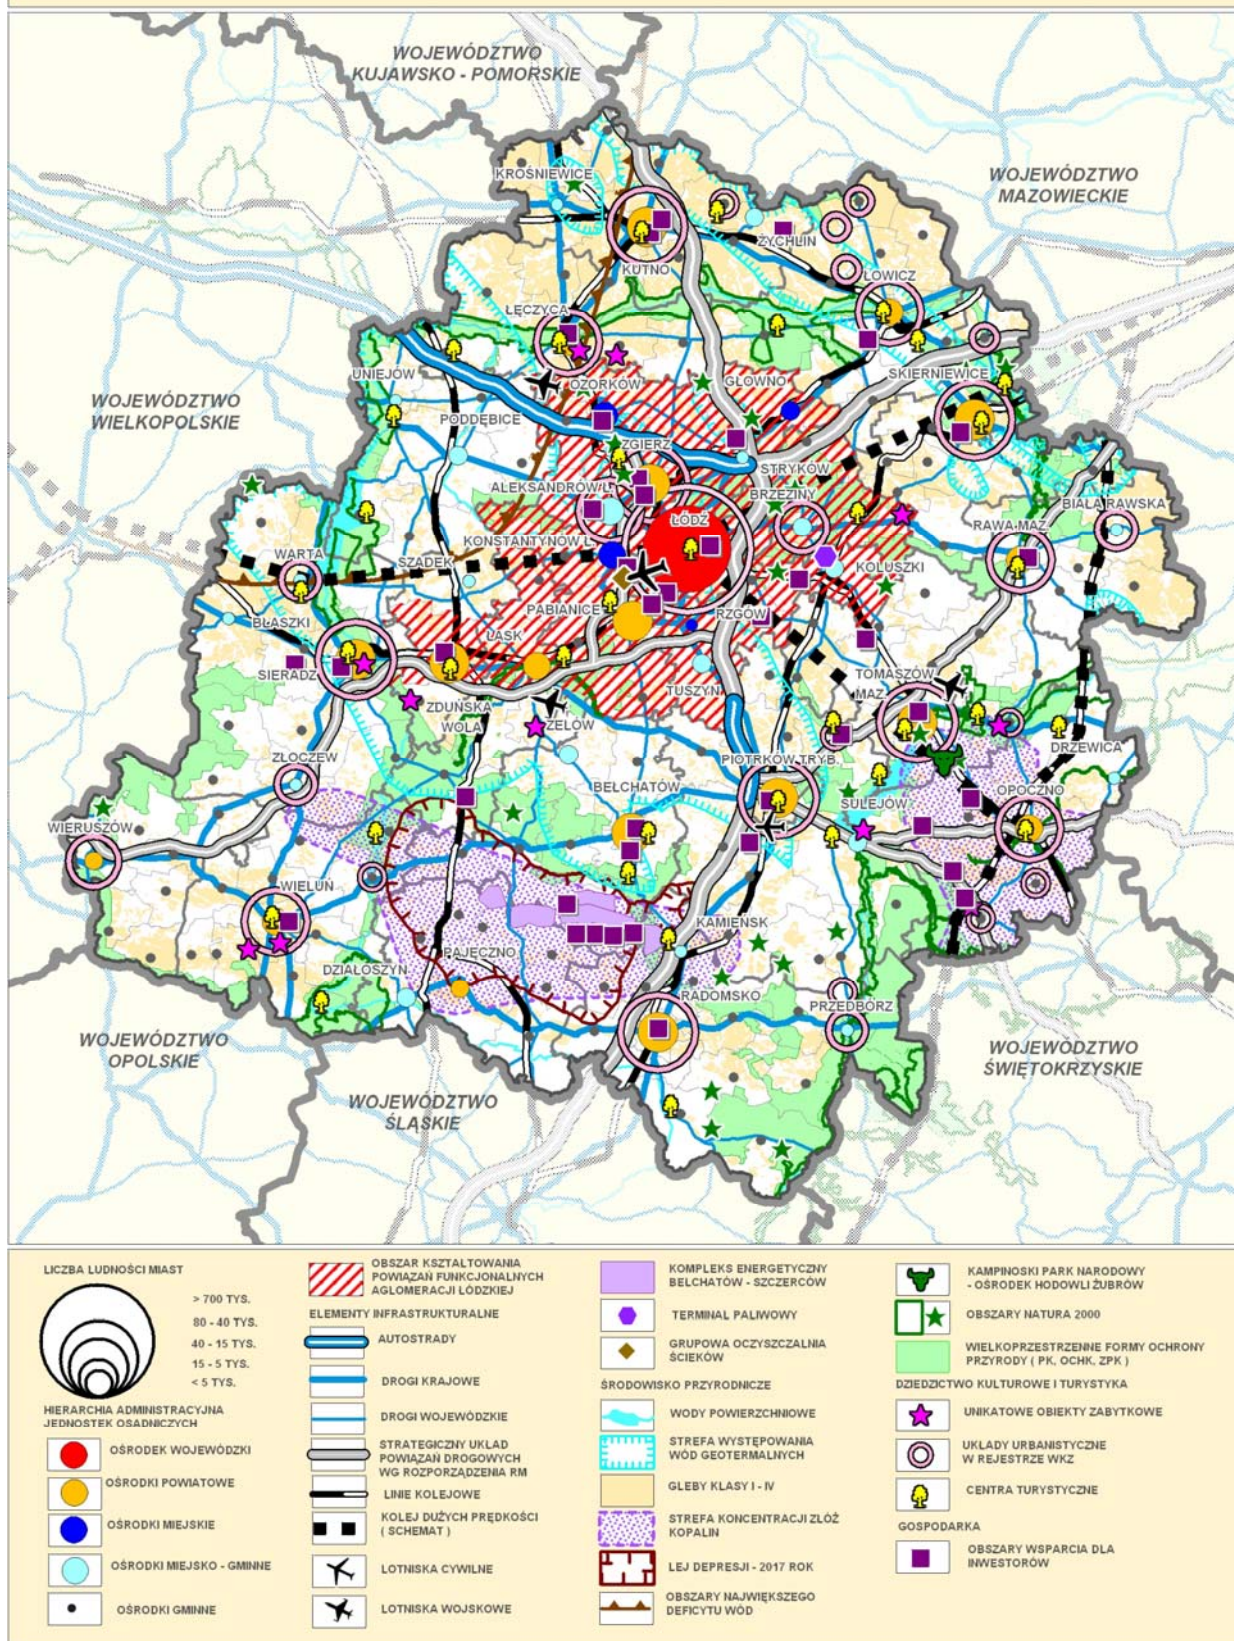 WOJEWÓDZTWO
KUJAWSKO - POMORSKIE
WOJEWÓDZTWO
MAZOWIECKIE
KROŚNIEWICE
KUTNO
ŻYCHLIN
ŁOWICZ
ŁĘCZYCA
SKIERNIEWICE
UNIEJÓW
OZORKÓW
GŁOWNO
WOJEWÓDZTWO
WIELKOPOLSKIE
PODDĘBICE
ZGIERZ
STRYKÓW
ALEKSANDRÓW Ł.
BRZEZINY
BIAŁA RAWSKA
ŁÓDŹ
RAWA MAZ.
KONSTANTYNÓW Ł.
WARTA
SZADEK
KOLUSZKI
PABIANICE
RZGÓW
BŁASZKI
ŁASK
SIERADZ
TOMASZÓW
MAZ.
TUSZYN
ZDUŃSKA
WOLA
ZELÓW
DRZEWICA
ZŁOCZEW
PIOTRKÓW TRYB.
BEŁCHATÓW
SULEJÓW
OPOCZNO
WIERUSZÓW
WIELUŃ
KAMIEŃSK
PAJĘCZNO
DZIAŁOSZYN
RADOMSKO
PRZEDBÓRZ
WOJEWÓDZTWO
OPOLSKIE
WOJEWÓDZTWO
ŚWIĘTOKRZYSKIE
WOJEWÓDZTWO
ŚLĄSKIE
LICZBA LUDNOŚCI MIAST
> 700 TYS.
80 - 40 TYS.
40 - 15 TYS.
15 - 5 TYS.
< 5 TYS.
HIERARCHIA ADMINISTRACYJNA
JEDNOSTEK OSADNICZYCH
OŚRODEK WOJEWÓDZKI
OŚRODKI POWIATOWE
OŚRODKI MIEJSKIE
OŚRODKI MIEJSKO - GMINNE
OŚRODKI GMINNE
OBSZAR KSZTAŁTOWANIA
POWIĄZAŃ FUNKCJONALNYCH
AGLOMERACJI ŁÓDZKIEJ
ELEMENTY INFRASTRUKTURALNE
AUTOSTRADY
DROGI KRAJOWE
DROGI WOJEWÓDZKIE
STRATEGICZNY UKŁAD
POWIĄZAŃ DROGOWYCH
WG ROZPORZĄDZENIA RM
LINIE KOLEJOWE
KOLEJ DUŻYCH PRĘDKOŚCI
( SCHEMAT )
LOTNISKA CYWILNE
LOTNISKA WOJSKOWE
KOMPLEKS ENERGETYCZNY
BEŁCHATÓW - SZCZERCÓW
TERMINAL PALIWOWY
GRUPOWA OCZYSZCZALNIA
ŚCIEKÓW
ŚRODOWISKO PRZYRODNICZE
WODY POWIERZCHNIOWE
STREFA WYSTĘPOWANIA
WÓD GEOTERMALNYCH
GLEBY KLASY I - IV
STREFA KONCENTRACJI ZŁÓŻ
KOPALIN
LEJ DEPRESJI - 2017 ROK
OBSZARY NAJWIĘKSZEGO
DEFICYTU WÓD
KAMPINOSKI PARK NARODOWY
- OŚRODEK HODOWLI ŻUBRÓW
OBSZARY NATURA 2000
WIELKOPRZESTRZENNE FORMY OCHRONY
PRZYRODY ( PK, OCHK, ZPK )
DZIEDZICTWO KULTUROWE I TURYSTYKA
UNIKATOWE OBIEKTY ZABYTKOWE
UKŁADY URBANISTYCZNE
W REJESTRZE WKZ
CENTRA TURYSTYCZNE
GOSPODARKA
OBSZARY WSPARCIA DLA
INWESTORÓW